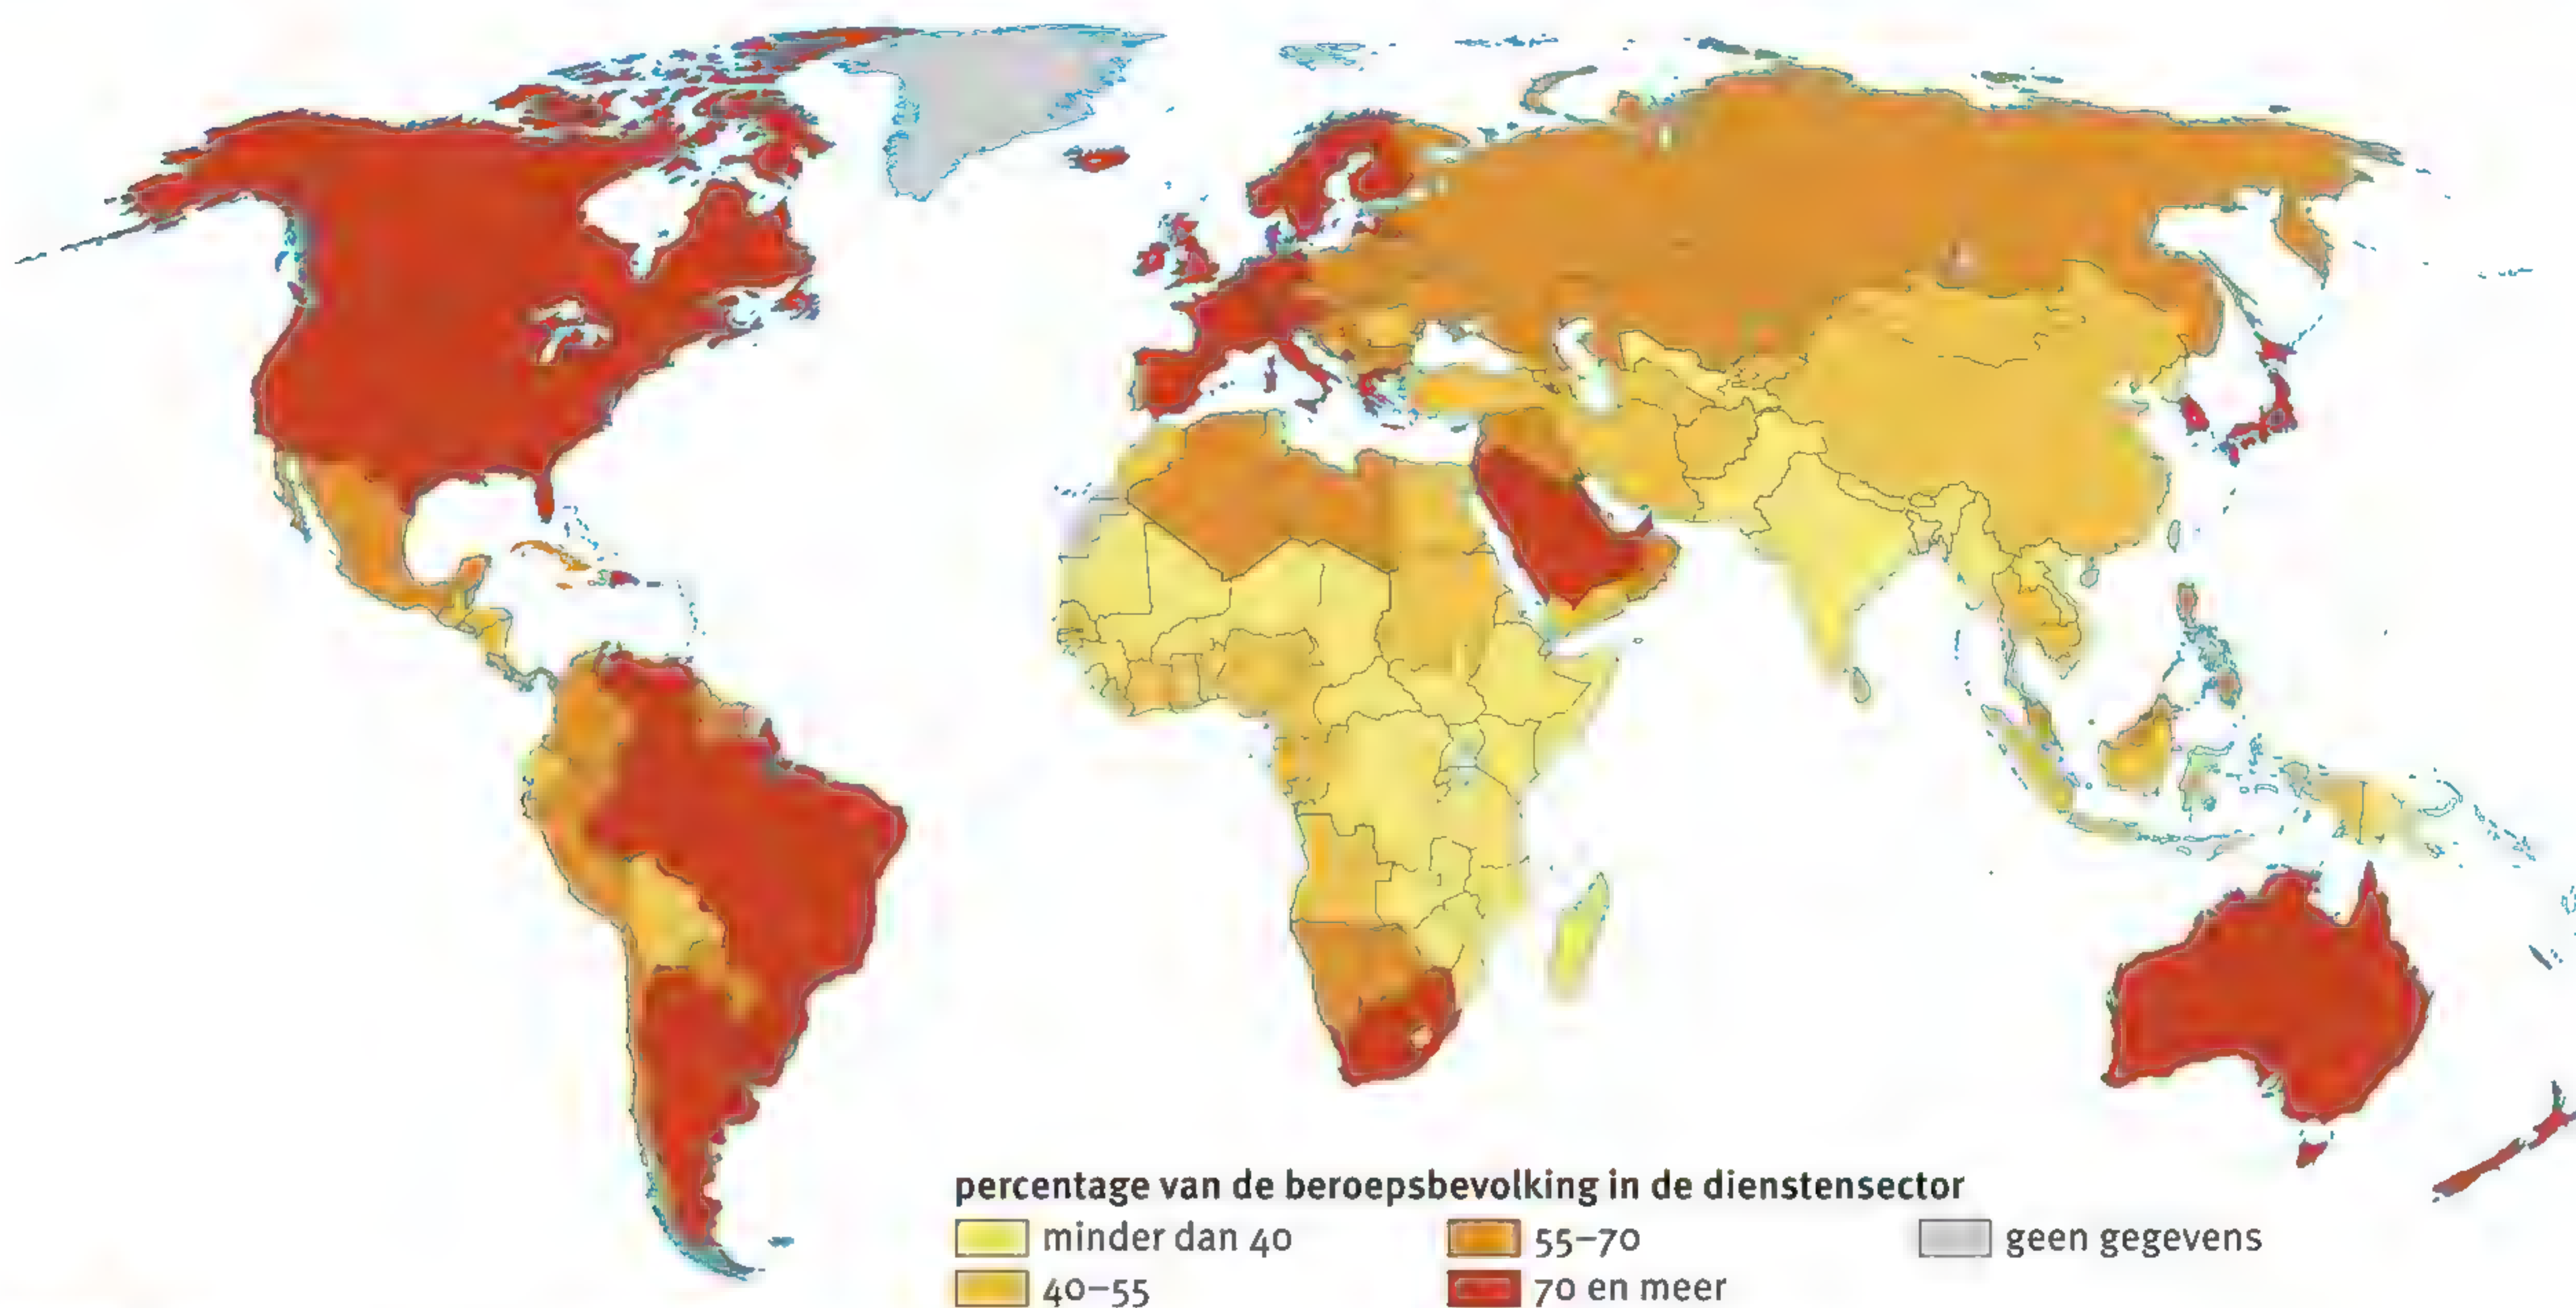 percentage van de beroepsbevolking in de dienstensector
minder dan 40
40–55
55–70
70 en meer
geen gegevens